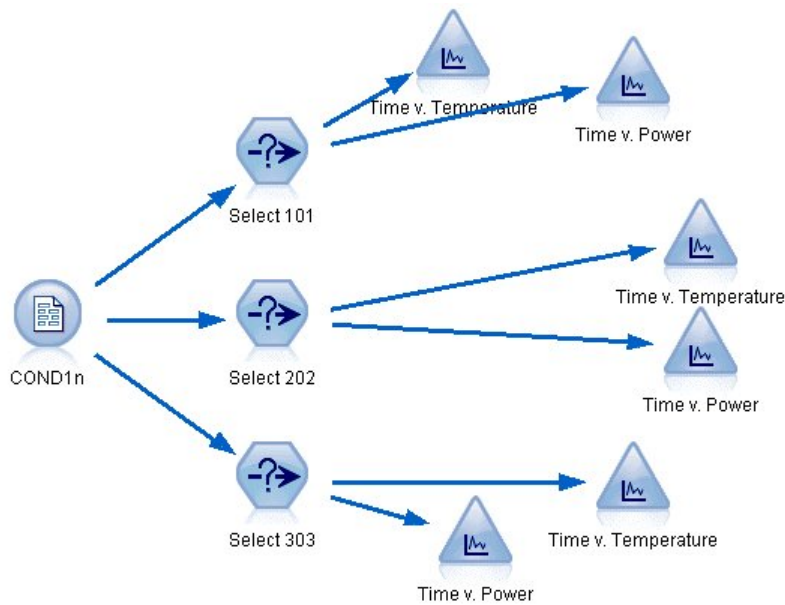 Time v. Temperature
Time v. Power
Select 101
Time v. Temperature
COND1n
Select 202
Time v. Power
Select 303
Time v. Temperature
Time v. Power